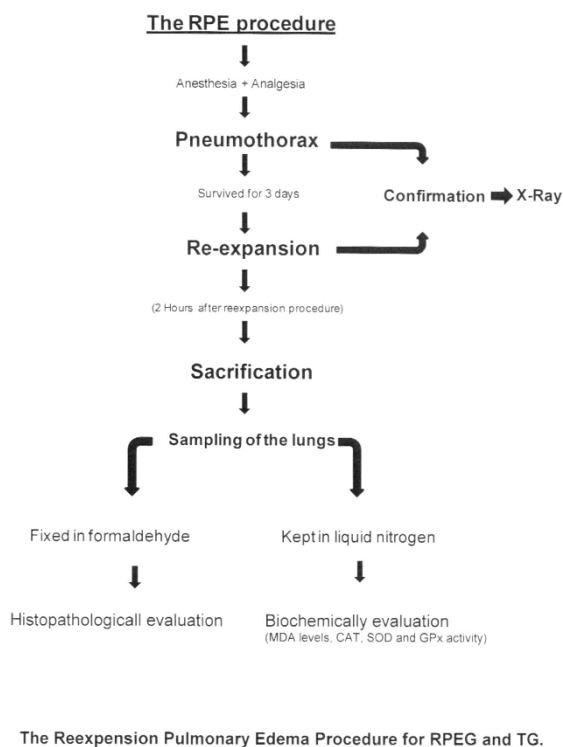 The RPE procedure
Anesthesia + Analgesia
Pneumothorax
Survived for 3 days
Confirmation
X-Ray
Re-expansion
(2 Hours after reexpansion procedure)
Sacrification
Sampling of the lungs
Fixed in formaldehyde
Kept in liquid nitrogen
Histopathologicall evaluation
Biochemically evaluation
(MDA levels, CAT, SOD and GPx activity)
The Reexpension Pulmonary Edema Procedure for RPEG and TG.